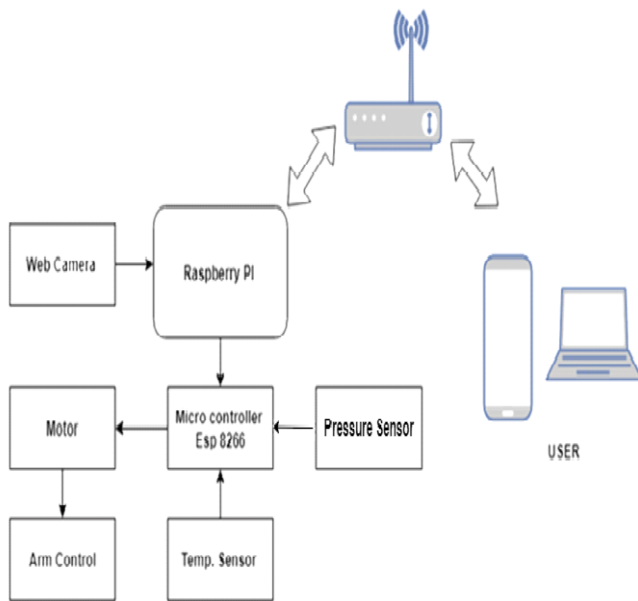 Web Camera
Raspberry PI
Motor
Micro controller
Esp 8266
Pressure Sensor
USER
Arm Control
Temp. Sensor